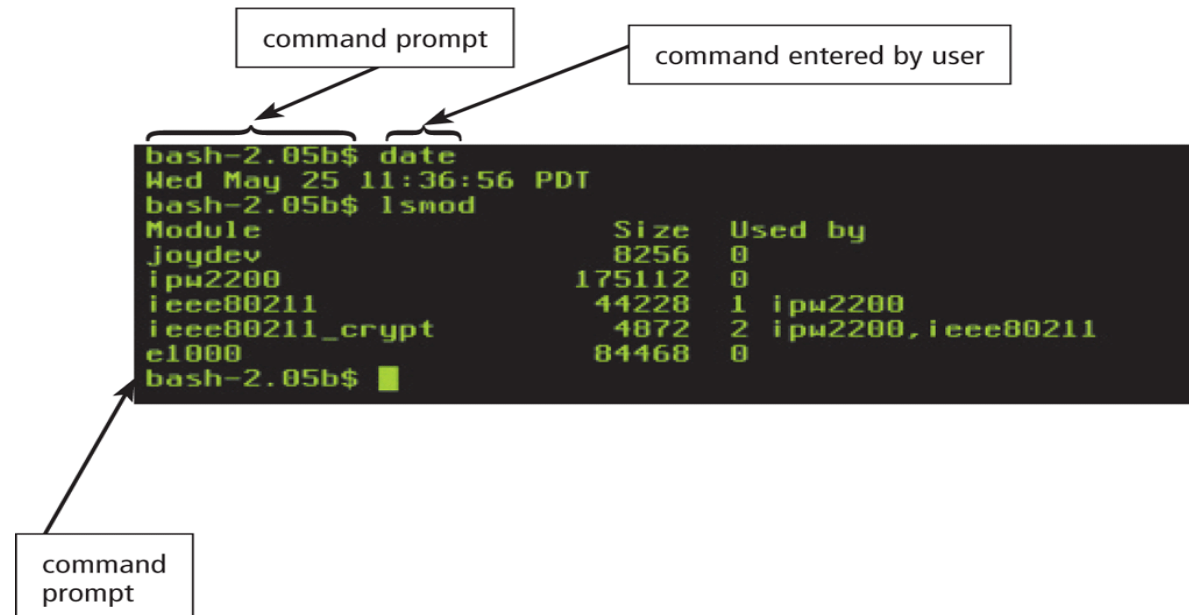 command prompt
command entered by user
bash-2.05b$ date
Wed May 25 11:36:56 PDT
bash-2.05b$ lsmod
Module Size Used by
joydev 8256 0
ipw2200 175112 0
ieee80211 44228 1 ipw2200
ieee80211_crypt 4872 2 ipw2200,ieee80211
e1000 84468 0
bash-2.05b$
command
prompt